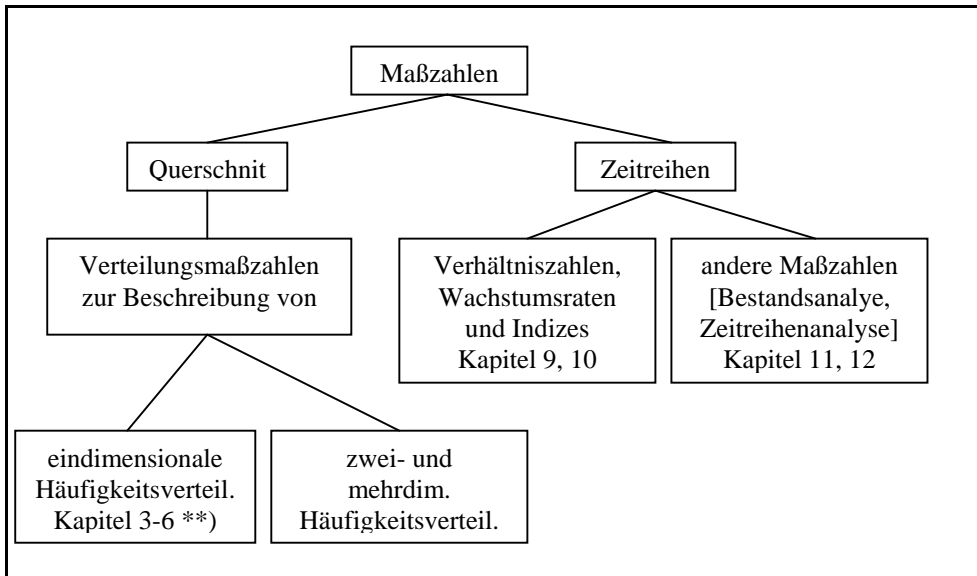 Maßzahlen
Querschnit
Zeitreihen
Verteilungsmaßzahlen
zur Beschreibung von
Verhältniszahlen,
Wachstumsraten
und Indizes
Kapitel 9, 10
andere Maßzahlen
[Bestandsanalye,
Zeitreihenanalyse]
Kapitel 11, 12
eindimensionale
Häufigkeitsverteil.
Kapitel 3-6 **)
zwei- und
mehrdim.
Häufigkeitsverteil.